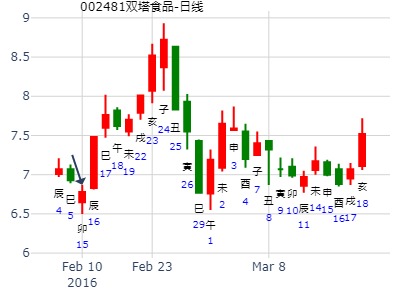 002481双塔食品-日线
9
8.5
8
7.5
7
6.5
6
辰
4
巳
5
卯
15
辰
16
巳
17
午
18
未
19
戌
22
亥
23
子
24
丑
25
寅
26
巳
29
午
1
未
2
申
3
酉
4
子
7
丑
8
寅
9
卯
10
辰
11
未
14
申
15
酉
16
戌
17
亥
18
Feb 10
2016
Feb 23
Mar 8